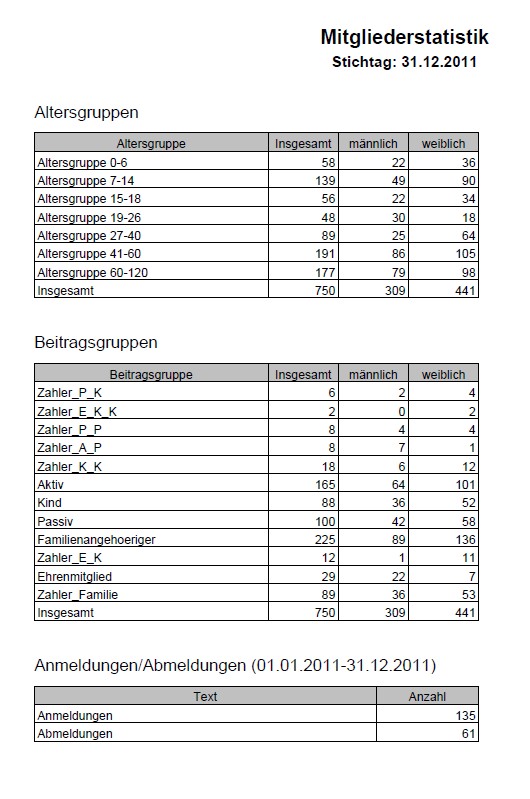 Mitgliederstatistik
Stichtag: 31.12.2011
Altersgruppen
Altersgruppe Insgesamt männlich weiblich
Altersgruppe 0-6 58 22 36
Altersgruppe 7-14 139 49 90
Altersgruppe 15-18 56 22 34
Altersgruppe 19-26 48 30 18
Altersgruppe 27-40 89 25 64
Altersgruppe 41-60 191 86 105
Altersgruppe 60-120 177 79 98
Insgesamt 750 309 441
Beitragsgruppen
Beitragsgruppe Insgesamt männlich weiblich
Zahler_P_K 6 2 4
Zahler_E_K_K 2 0 2
Zahler_P_P 8 4 4
Zahler_A_P 8 7 1
Zahler_K_K 18 6 12
Aktiv 165 64 101
Kind 88 36 52
Passiv 100 42 58
Familienangehoeriger 225 89 136
Zahler_E_K 12 1 11
Ehrenmitglied 29 22 7
Zahler_Familie 89 36 53
Insgesamt 750 309 441
Anmeldungen/Abmeldungen (01.01.2011-31.12.2011)
Text Anzahl
Anmeldungen 135
Abmeldungen 61